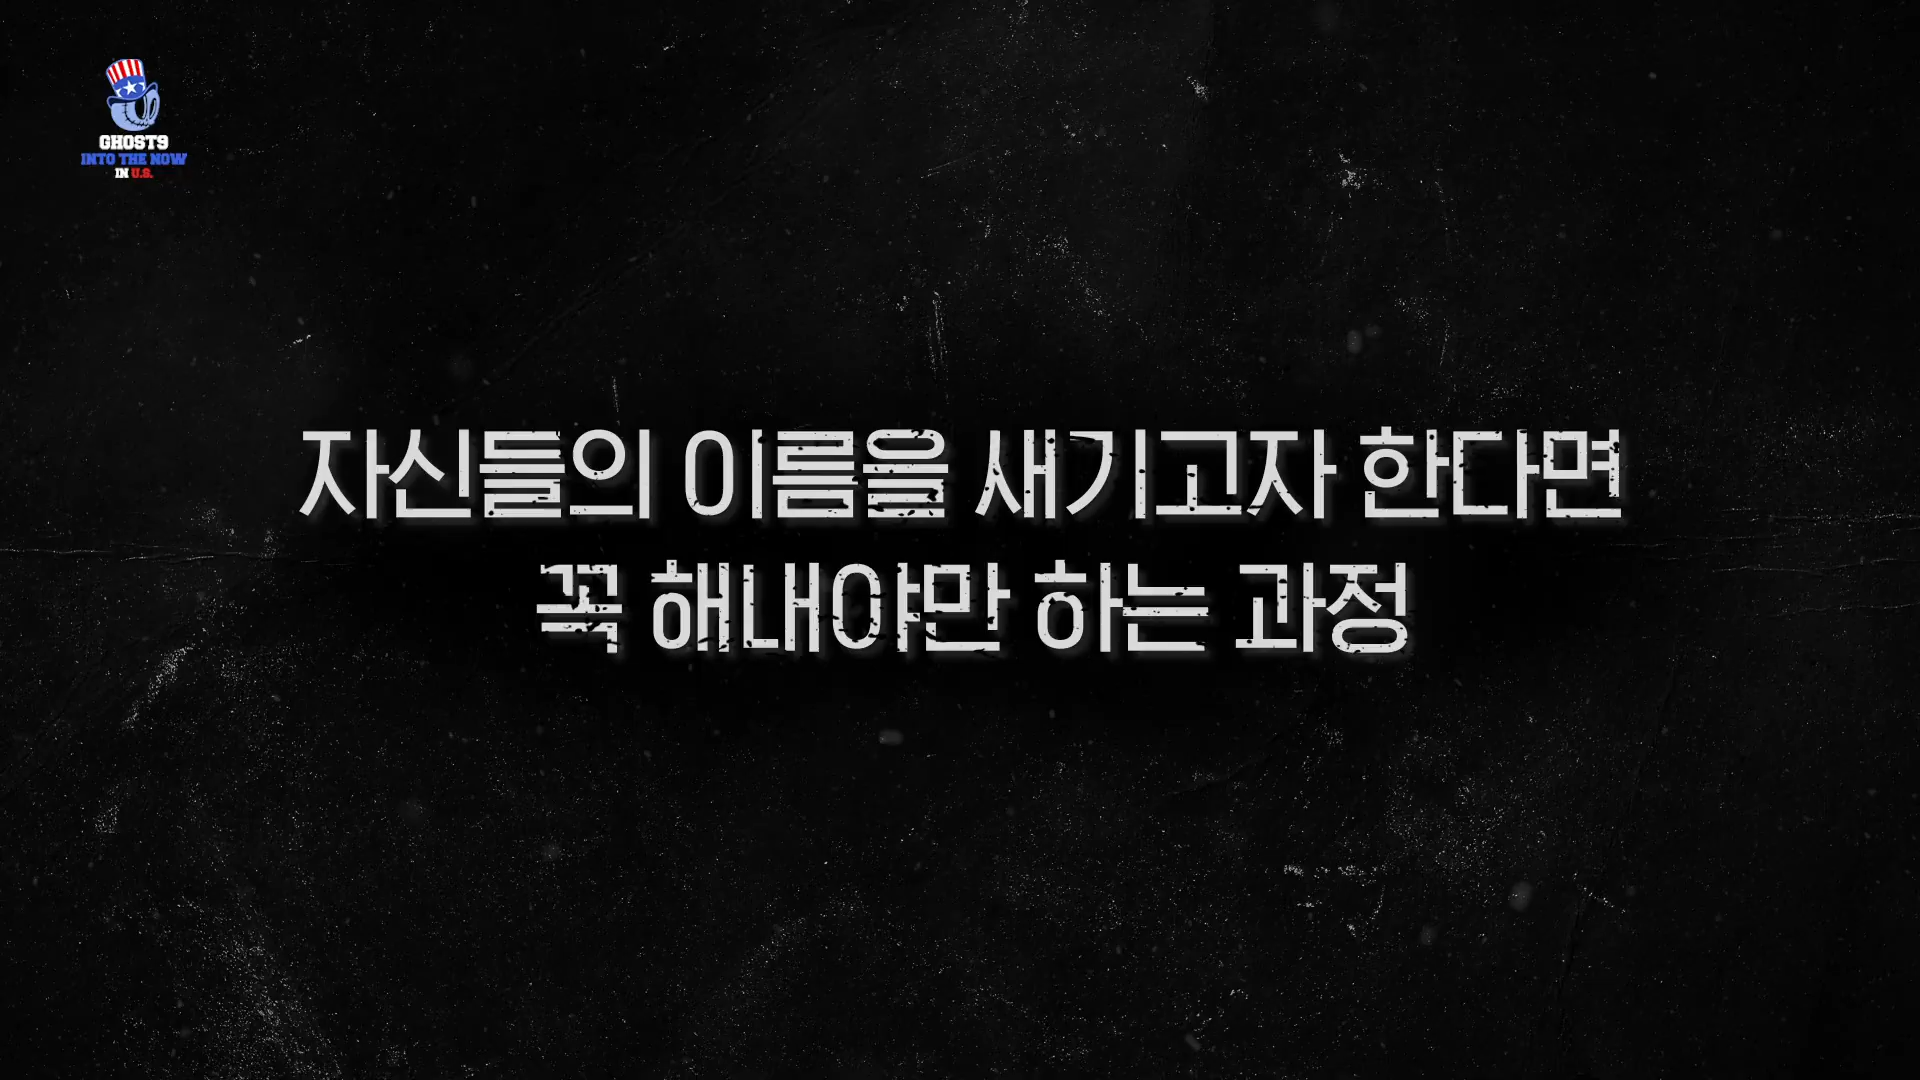 GHOST9
INTO THE NOW
IN U.S.
자신들의 이름을 새기고자 한다면
꼭 해내야만 하는 과정